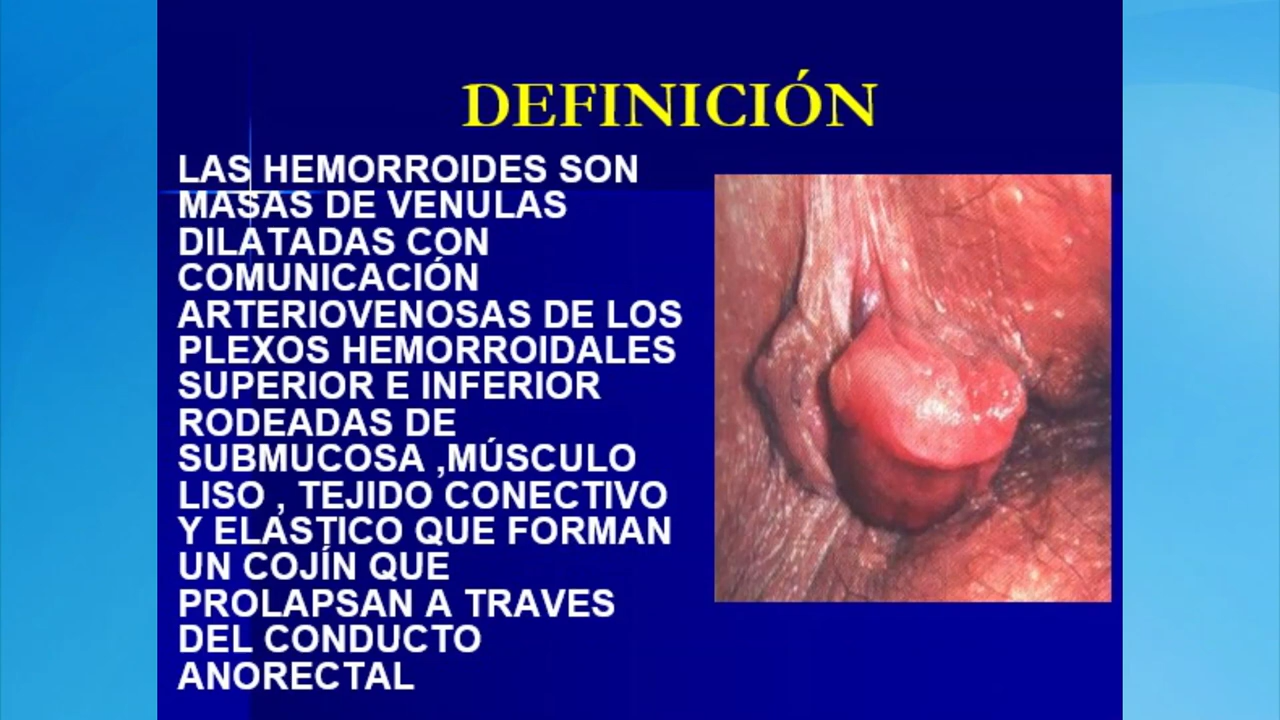 DEFINICIÓN
LAS HEMORROIDES SON
MASAS DE VENULAS
DILATADAS CON
COMUNICACIÓN
ARTERIOVENOSAS DE LOS
PLEXOS HEMORROIDALES
SUPERIOR E INFERIOR
RODEADAS DE
SUBMUCOSA ,MÚSCULO
LISO , TEJIDO CONECTIVO
Y ELASTICO QUE FORMAN
UN COJÍN QUE
PROLAPSAN A TRAVES
DEL CONDUCTO
ANORECTAL